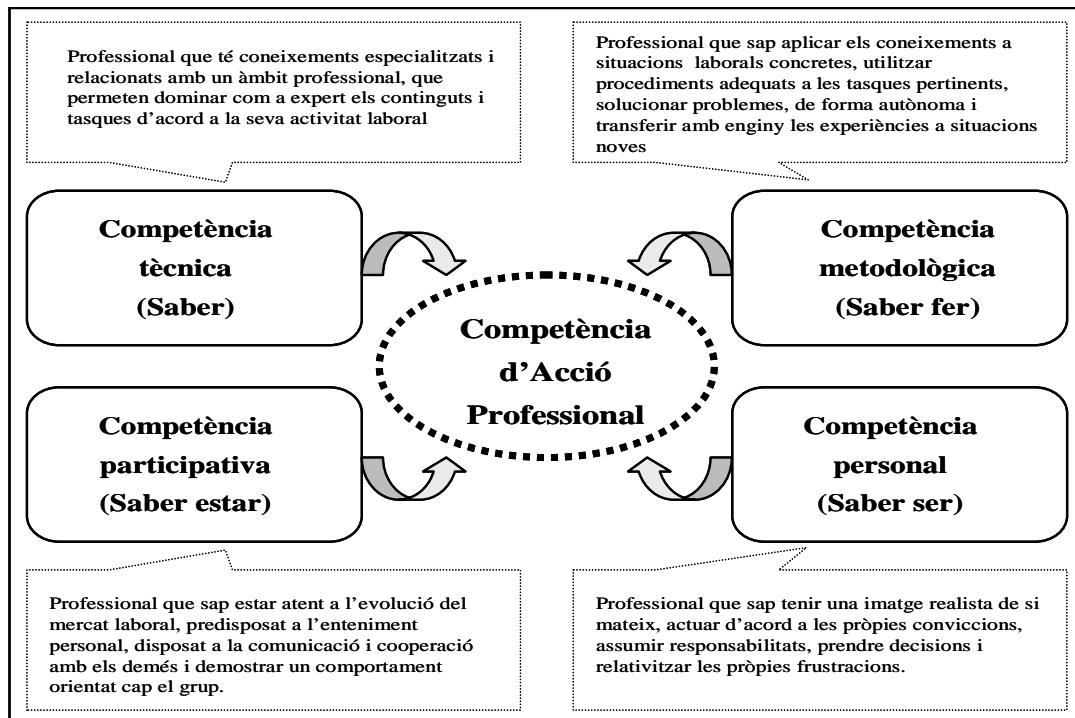 Professional que té coneixements especialitzats i
relacionats amb un àmbit professional, que
permeten dominar com a expert els continguts i
tasques d'acord a la seva activitat laboral
Professional que sap aplicar els coneixements a
situacions laborals concretes, utilitzar
procediments adequats a les tasques pertinents,
solucionar problemes, de forma autònoma i
transferir amb enginy les experiències a situacions
noves
Competència
tècnica
(Saber)
Competència
metodològica
(Saber fer)
Competència
d'Acció
Professional
Competència
participativa
(Saber estar)
Competència
personal
(Saber ser)
Professional que sap estar atent a l'evolució del
mercat laboral, predisposat a l'enteniment
personal, disposat a la comunicació i cooperació
amb els demés i demostrar un comportament
orientat cap el grup.
Professional que sap tenir una imatge realista de si
mateix, actuar d'acord a les pròpies conviccions,
assumir responsabilitats, prendre decisions i
relativitzar les pròpies frustracions.